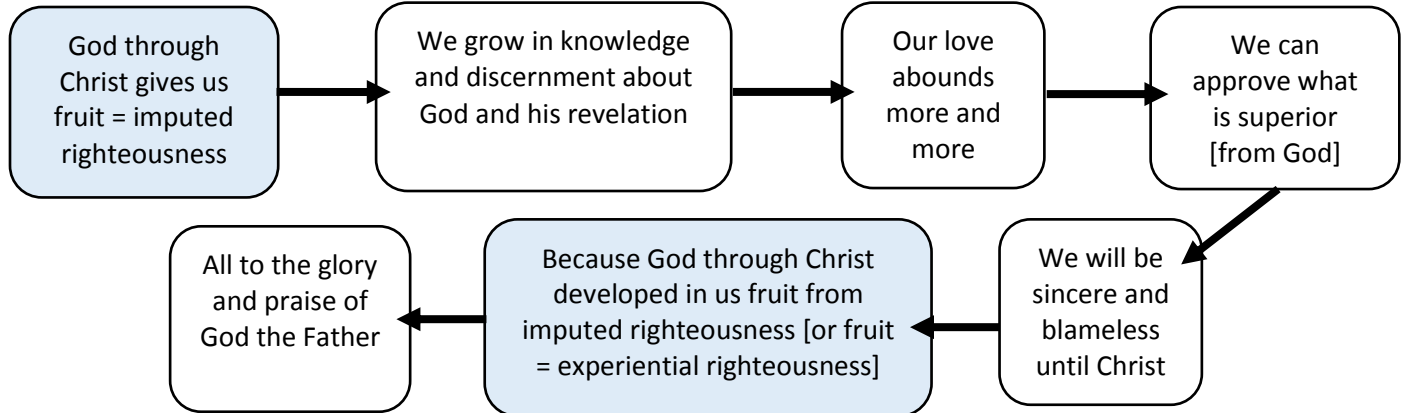 God through
Christ gives us
fruit = imputed
righteousness
We grow in knowledge
and discernment about
God and his revelation
Our love
abounds
more and
more
We can
approve what
is superior
[from God]
We will be
sincere and
blameless
until Christ
Because God through Christ
developed in us fruit from
imputed righteousness [or fruit
= experiential righteousness]
All to the glory
and praise of
God the Father